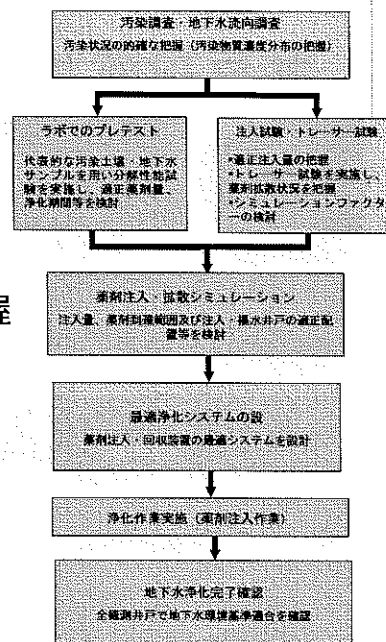 汚染調査・地下水流向調査
汚染状況の的確な把握（汚染物質濃度分布の把握）
ラボでのプレテスト
代表的な汚染土壌・地下水
サンプルを用い分解性能試
験を実施し、適正薬剤量、
浄化期間等を検討
注入試験・トレーサー試験
•適正注入量の把握
•トレーサー試験を実施し、
薬剤拡散状況を把握
•シミュレーションファクタ
ーの検討
薬剤注入・拡散シミュレーション
注入量、薬剤到達範囲及び注入・揚水井戸の適正配
置等を検討
最適浄化システムの設
薬剤注入・回収装置の最適システムを設計
浄化作業実施（薬剤注入作業）
地下水浄化完了確認
全観測井戸で地下水環境基準適合を確認